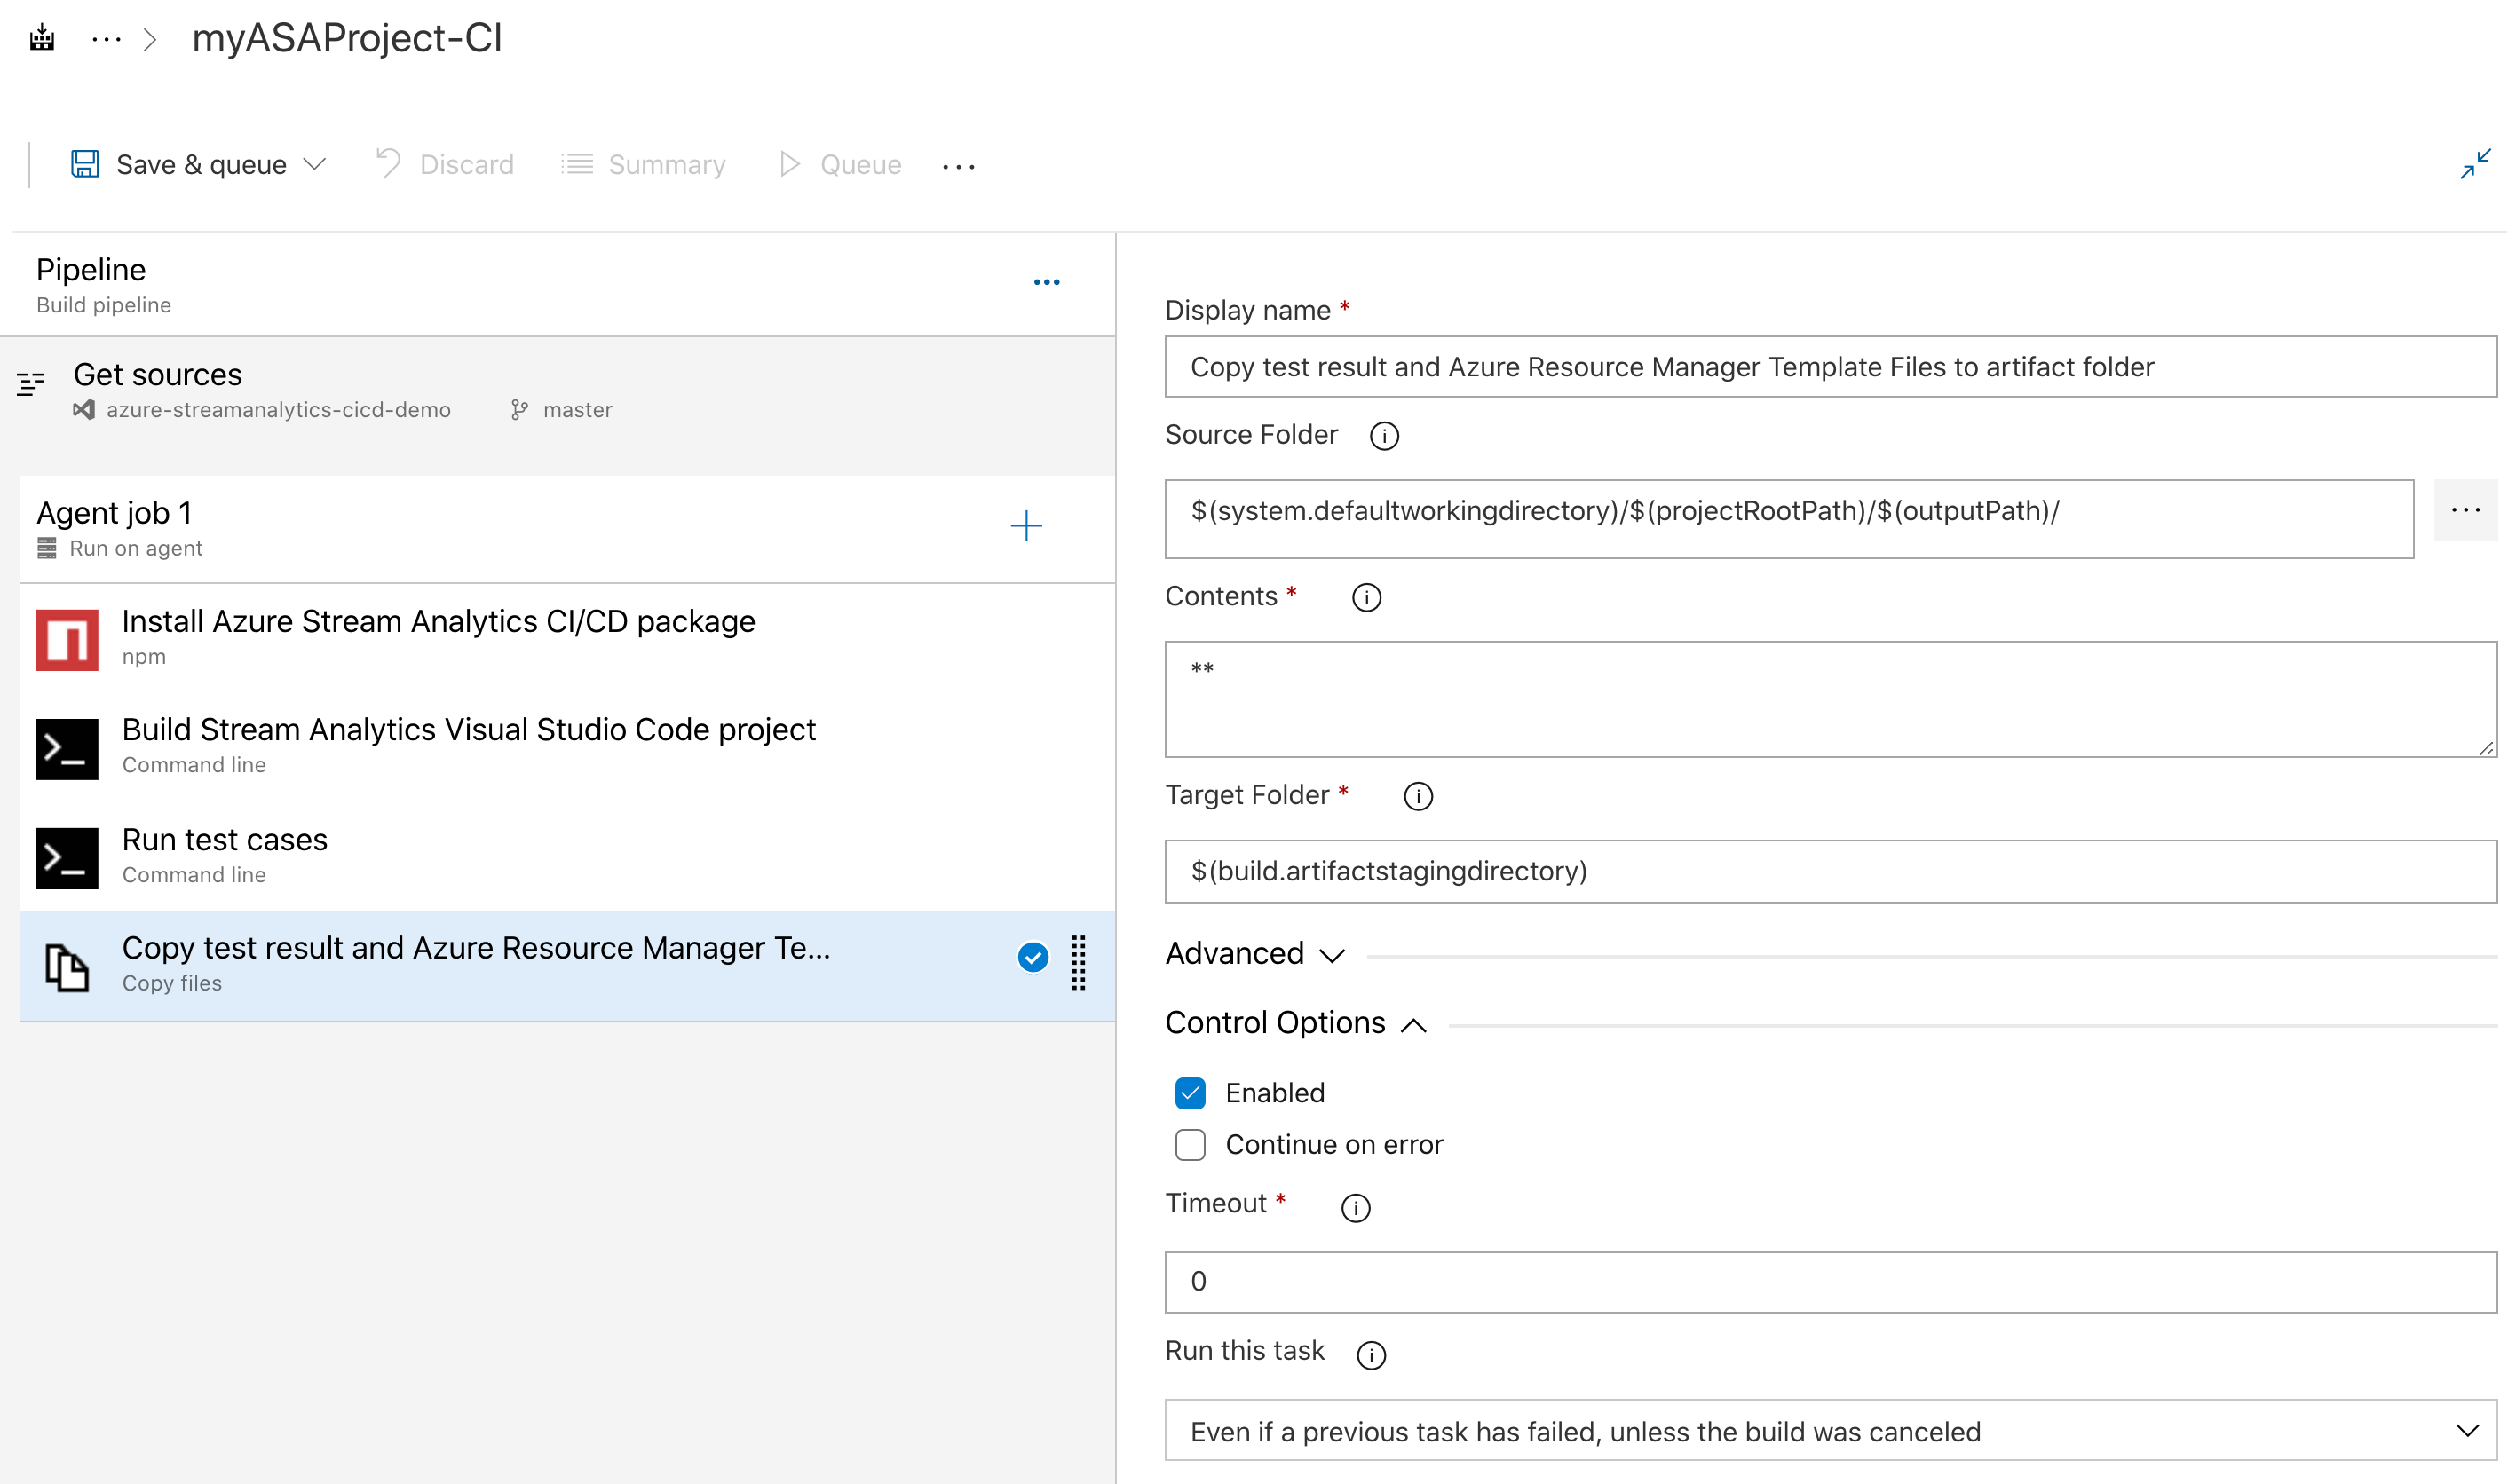 ··· > myASAProject-CI
Save & queue Discard Summary Queue ···
Pipeline
Build pipeline
Get sources
azure-streamanalytics-cicd-demo master
Agent job 1
Run on agent
Install Azure Stream Analytics CI/CD package
npm
Build Stream Analytics Visual Studio Code project
Command line
Run test cases
Command line
Copy test result and Azure Resource Manager Te...
Copy files
Display name *
Copy test result and Azure Resource Manager Template Files to artifact folder
Source Folder
$(system.defaultworkingdirectory)/$(projectRootPath)/$(outputPath)/
Contents *
**
Target Folder *
$(build.artifactstagingdirectory)
Advanced
Control Options
Enabled
Continue on error
Timeout *
0
Run this task
Even if a previous task has failed, unless the build was canceled